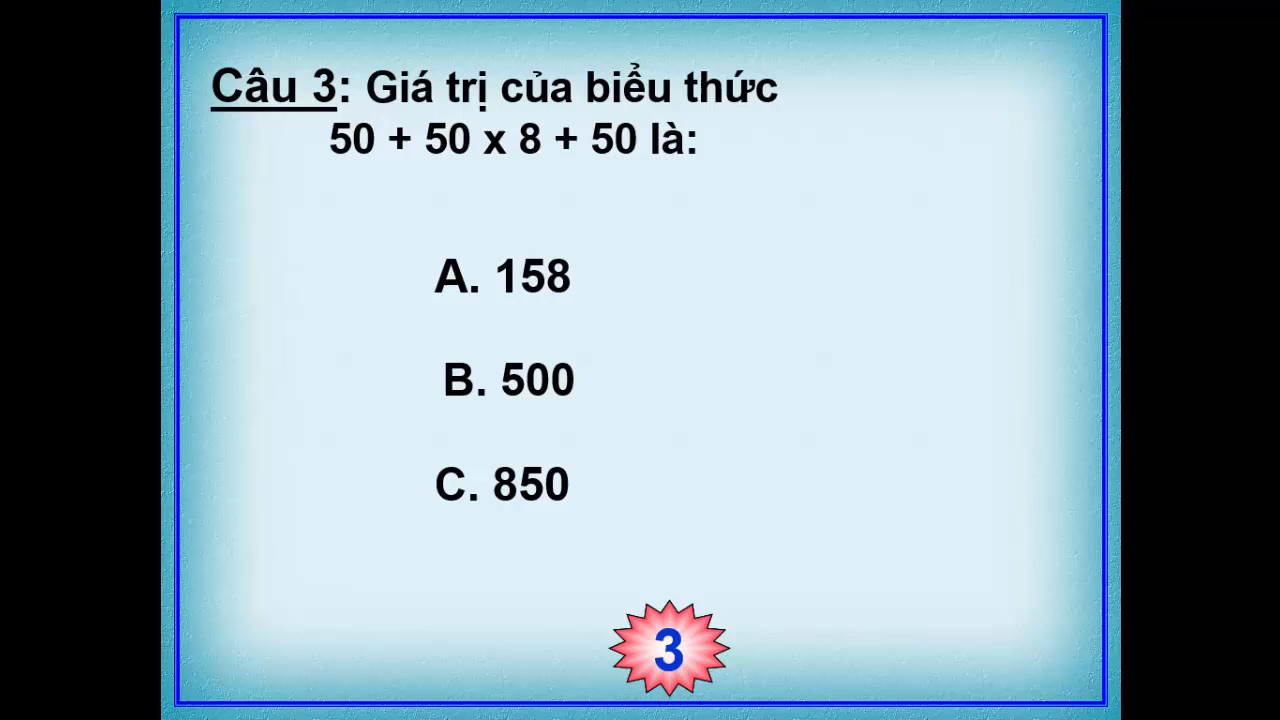 Câu 3: Giá trị của biểu thức
50 + 50 x 8 + 50 là:
A. 158
B. 500
C. 850
3